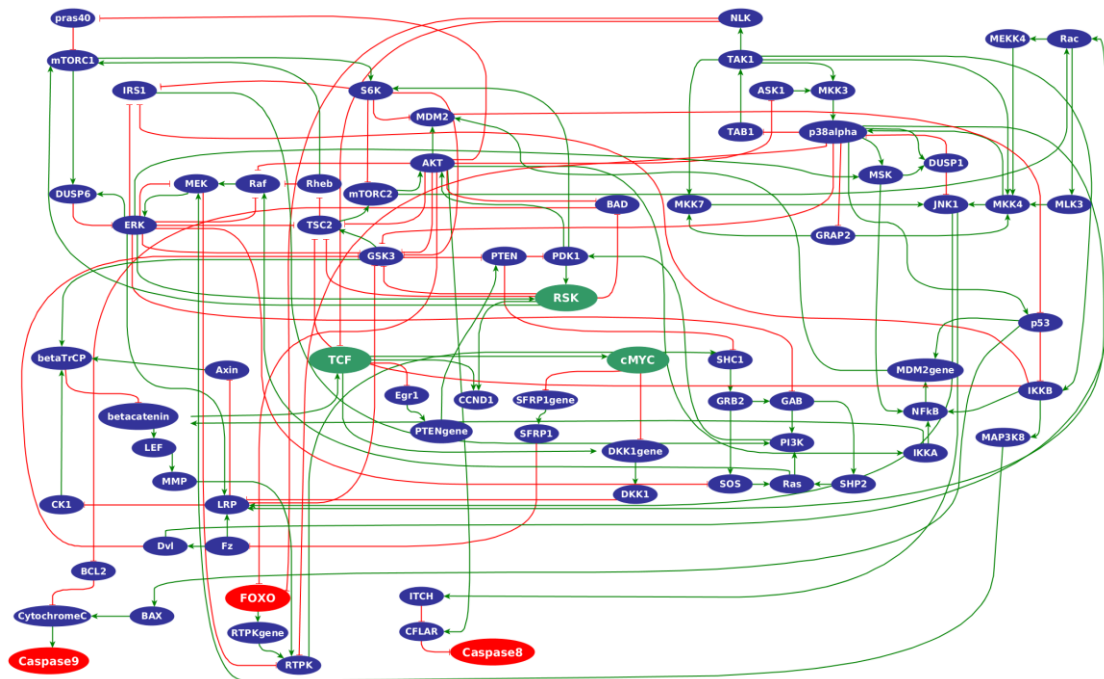 pras40
NLK
MEKK4
Rac
mTORC1
TAK1
IRS1
S6K
ASK1
MKK3
MDM2
TAB1
p38alpha
AKT
DUSP1
MSK
DUSP6
MEK
Raf
Rheb
mTORC2
BAD
MKK7
JNK1
MKK4
MLK3
ERK
TSC2
GRAP2
GSK3
PTEN
PDK1
RSK
p53
betaTrCP
Axin
TCF
cMYC
SHC1
MDM2gene
IKKB
Egr1
CCND1
SFRP1gene
GRB2
GAB
NFkB
betacatenin
PTENgene
SFRP1
MAP3K8
LEF
DKK1gene
PI3K
IKKA
MMP
SOS
Ras
SHP2
CK1
LRP
DKK1
Dvl
Fz
BCL2
FOXO
ITCH
CytochromeC
BAX
RTPKgene
CFLAR
Caspase9
RTPK
Caspase8